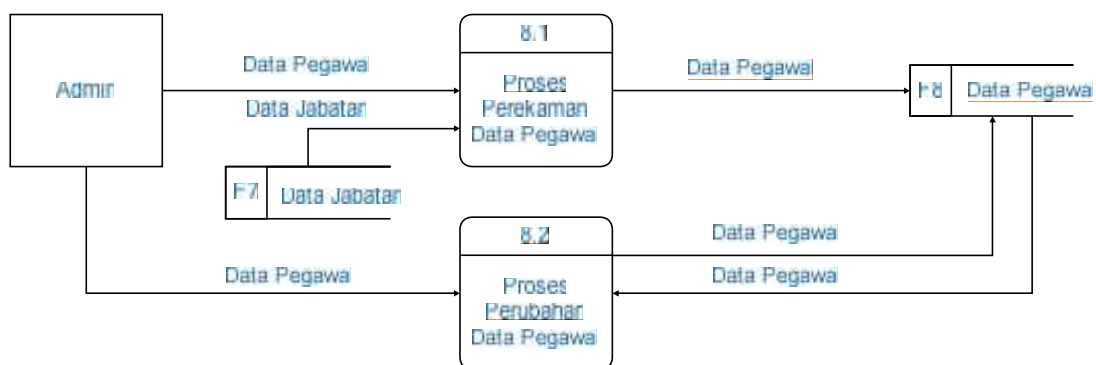 8.1
Data Pegawai
Data Pegawai
Admin
Proses
Perekaman
Data Pegawai
F8
Data Pegawai
Data Jabatan
F7
Data Jabatan
8.2
Data Pegawai
Data Pegawai
Data Pegawai
Proses
Perubahan
Data Pegawai